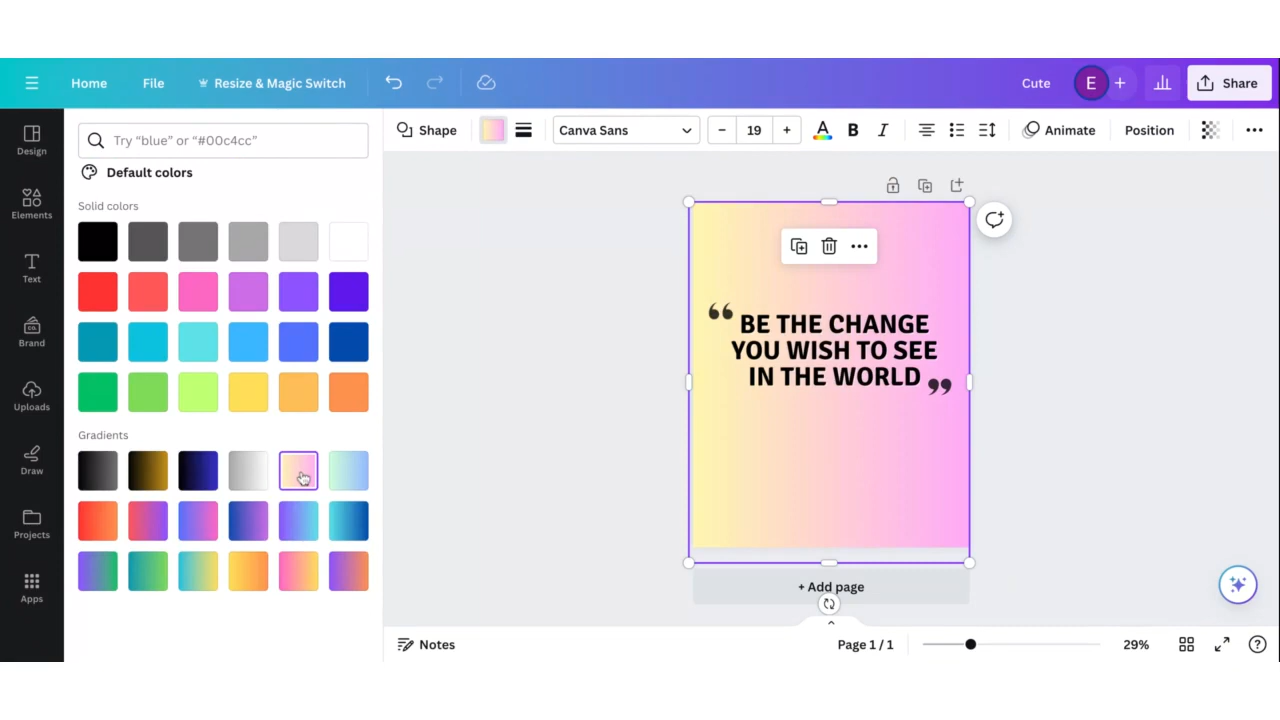 Home File Resize & Magic Switch Cute E + Share
Design
Elements
Text
CO.
Brand
Uploads
Draw
Projects
Apps
Try “blue” or “#00c4cc”
Default colors
Solid colors
Gradients
Shape Canva Sans – 19 + A B I Animate Position
“ BE THE CHANGE
YOU WISH TO SEE
IN THE WORLD ”
+ Add page
Notes Page 1 / 1 29% ?